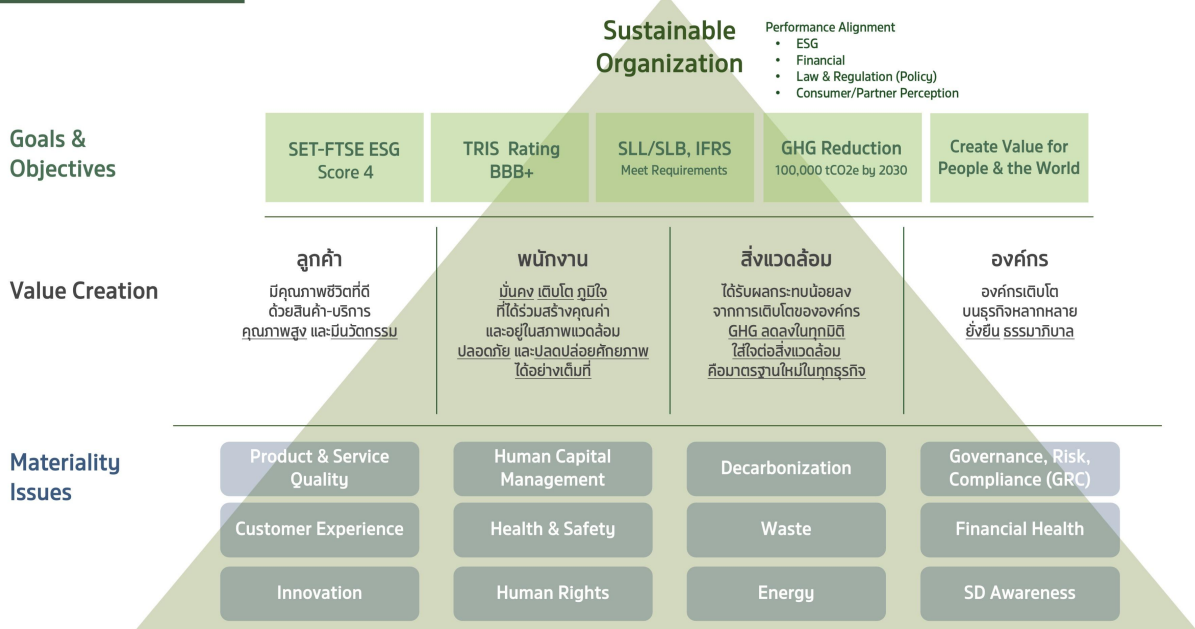 Sustainable
Organization
Performance Alignment
• ESG
• Financial
• Law & Regulation (Policy)
• Consumer/Partner Perception
Goals &
Objectives
SET-FTSE ESG
Score 4
TRIS Rating
BBB+
SLL/SLB, IFRS
Meet Requirements
GHG Reduction
100,000 tCO2e by 2030
Create Value for
People & the World
Value Creation
ลูกค้า
มีคุณภาพชีวิตที่ดี
ด้วยสินค้า-บริการ
คุณภาพสูง และมีนวัตกรรม
พนักงาน
มั่นคง เติบโต ภูมิใจ
ที่ได้ร่วมสร้างคุณค่า
และอยู่ในสภาพแวดล้อม
ปลอดภัย และปลดปล่อยศักยภาพ
ได้อย่างเต็มที่
สิ่งแวดล้อม
ได้รับผลกระทบน้อยลง
จากการเติบโตขององค์กร
GHG ลดลงในทุกมิติ
ใส่ใจต่อสิ่งแวดล้อม
คือมาตรฐานใหม่ในทุกธุรกิจ
องค์กร
องค์กรเติบโต
บนธุรกิจหลากหลาย
ยั่งยืน ธรรมาภิบาล
Materiality
Issues
Product & Service
Quality
Human Capital
Management
Decarbonization
Governance, Risk,
Compliance (GRC)
Customer Experience
Health & Safety
Waste
Financial Health
Innovation
Human Rights
Energy
SD Awareness